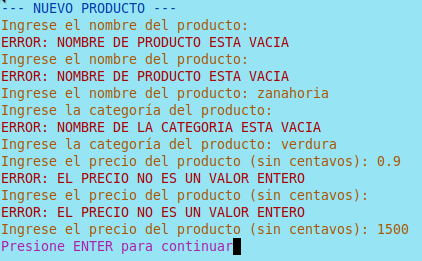 --- NUEVO PRODUCTO ---
Ingrese el nombre del producto:
ERROR: NOMBRE DE PRODUCTO ESTA VACIA
Ingrese el nombre del producto:
ERROR: NOMBRE DE PRODUCTO ESTA VACIA
Ingrese el nombre del producto: zanahoria
Ingrese la categoría del producto:
ERROR: NOMBRE DE LA CATEGORIA ESTA VACIA
Ingrese la categoría del producto: verdura
Ingrese el precio del producto (sin centavos): 0.9
ERROR: EL PRECIO NO ES UN VALOR ENTERO
Ingrese el precio del producto (sin centavos):
ERROR: EL PRECIO NO ES UN VALOR ENTERO
Ingrese el precio del producto (sin centavos): 1500
Presione ENTER para continuar